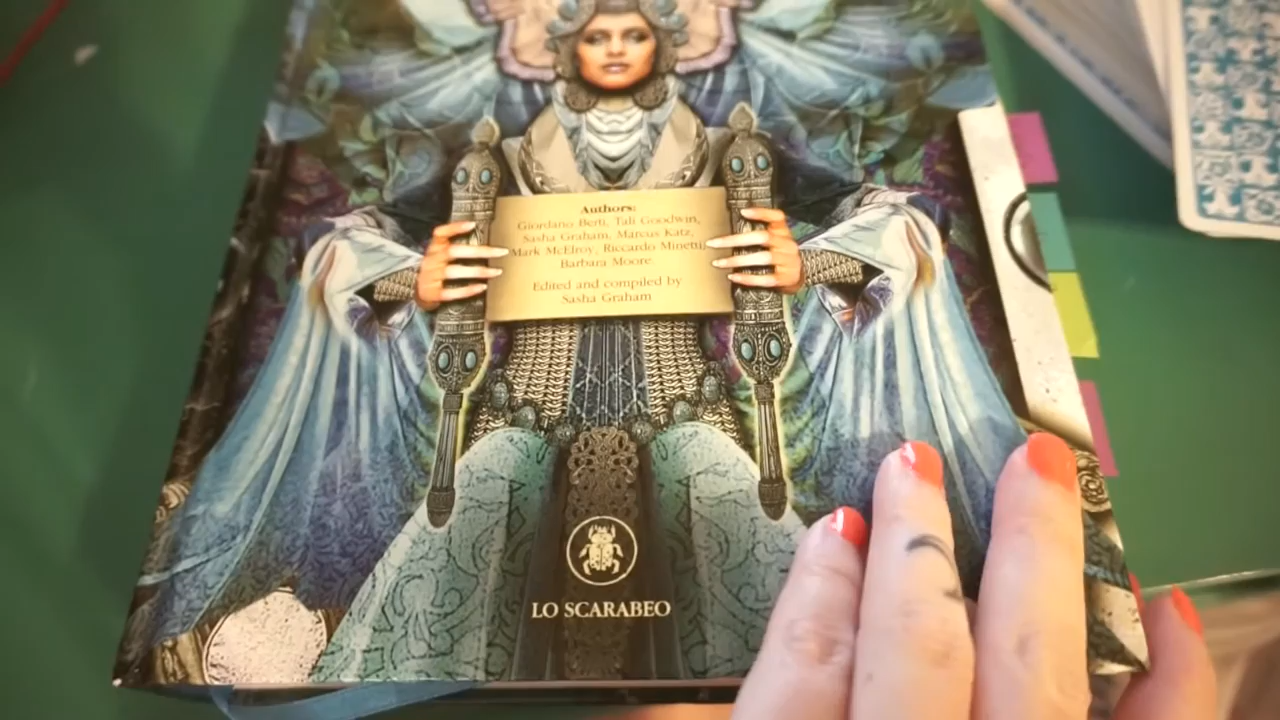 Authors:
Giordano Berti, Tali Goodwin,
Sasha Graham, Marcus Katz,
Mark McElroy, Riccardo Minetti,
Barbara Moore.
Edited and compiled by
Sasha Graham
LO SCARABEO